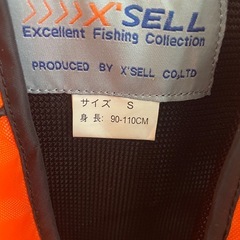 X'SELL
Excellent Fishing Collection
PRODUCED BY X'SELL CO,LTD
サイズ S
身 長: 90-110CM